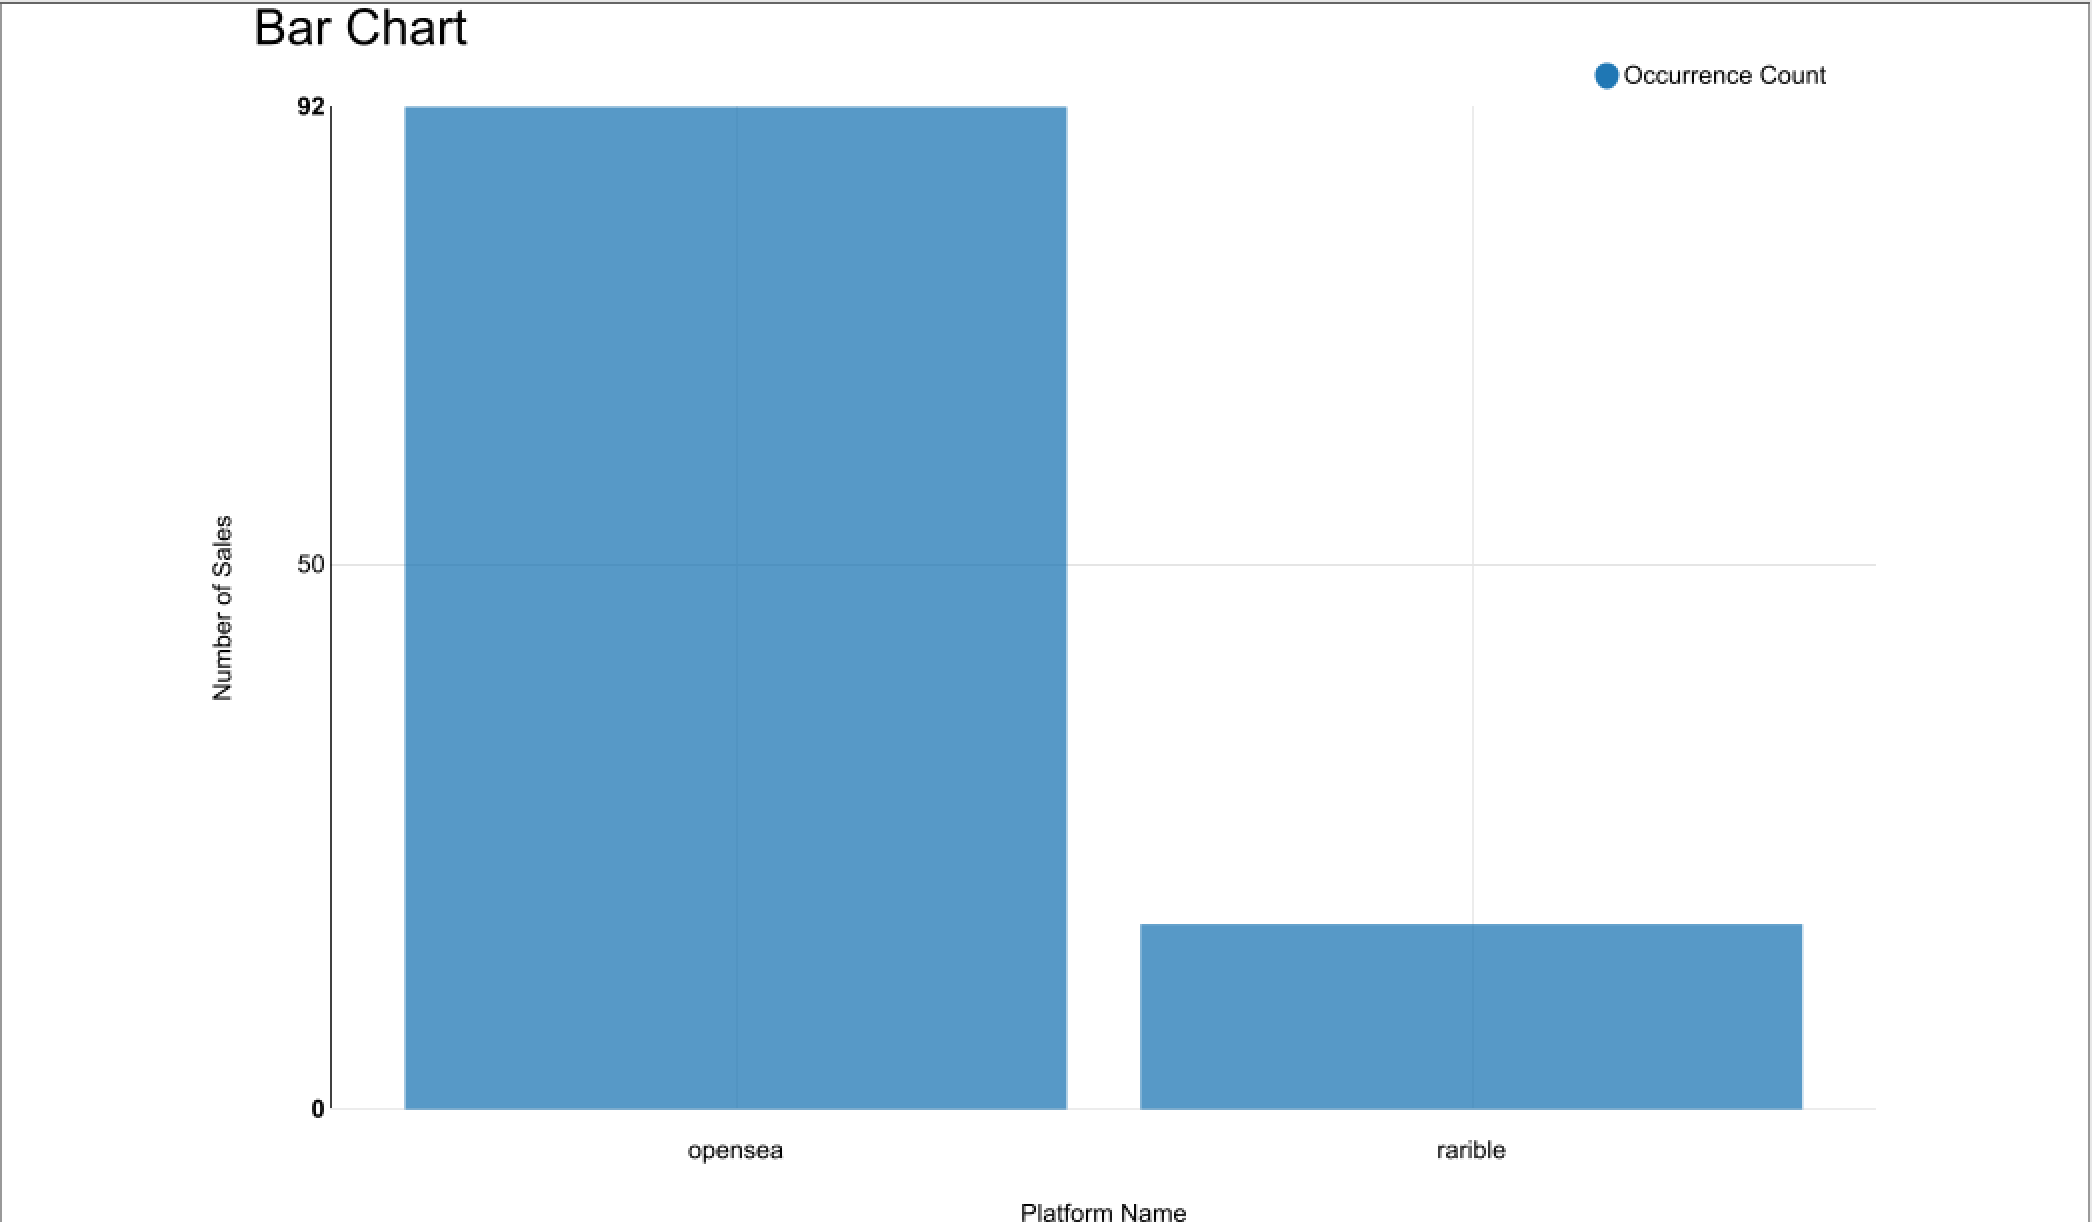 Bar Chart
Occurrence Count
92
50
0
Number of Sales
opensea
rarible
Platform Name